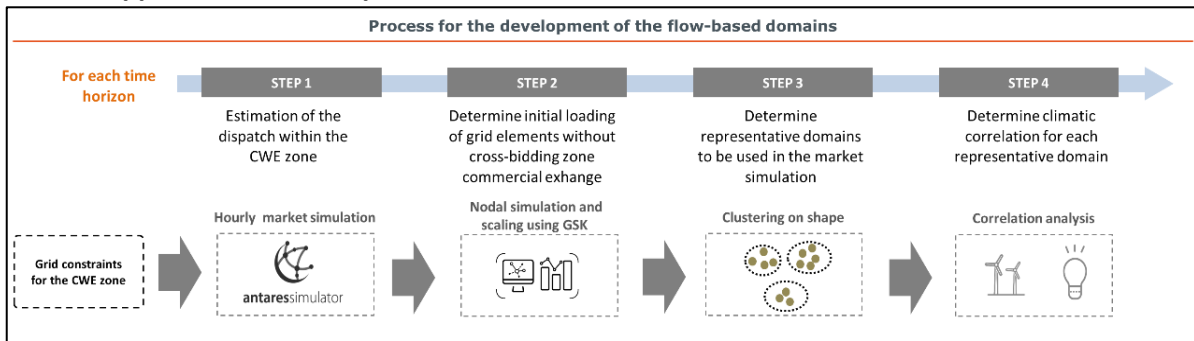 Process for the development of the flow-based domains
For each time
horizon
STEP 1
STEP 2
STEP 3
STEP 4
Estimation of the
dispatch within the
CWE zone
Determine initial loading
of grid elements without
cross-bidding zone
commercial exhange
Determine
representative domains
to be used in the market
simulation
Determine climatic
correlation for each
representative domain
Grid constraints
for the CWE zone
Hourly market simulation
antaressimulator
Nodal simulation and
scaling using GSK
Clustering on shape
Correlation analysis